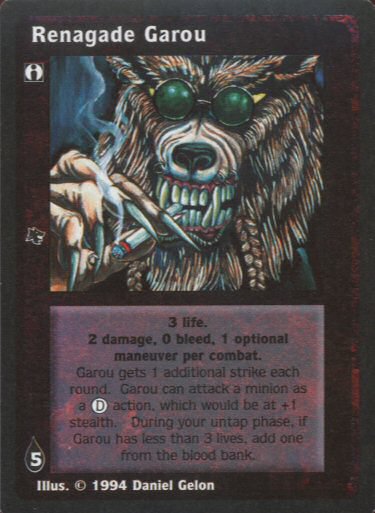 Renagade Garou
3 life.
2 damage, 0 bleed, 1 optional
maneuver per combat.
Garou gets 1 additional strike each
round. Garou can attack a minion as
a D action, which would be at +1
stealth. During your untap phase, if
Garou has less than 3 lives, add one
from the blood bank.
5
Illus. © 1994 Daniel Gelon